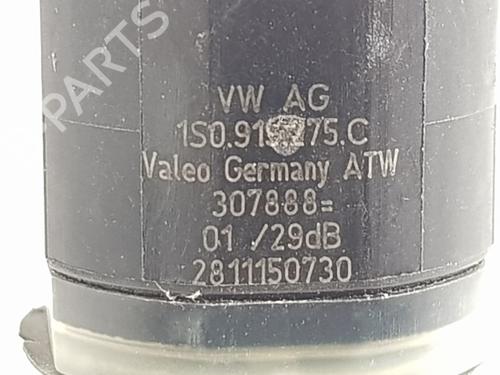 PARTS
VW AG
Valeo Germany ATW
307888=
01 /29dB
2811150730